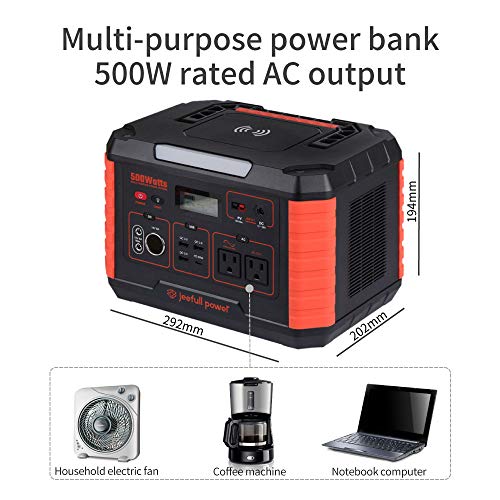 Multi-purpose power bank
500W rated AC output
500Watts
AC
jeefull power
194mm
292mm
202mm
Household electric fan
Coffee machine
Notebook computer